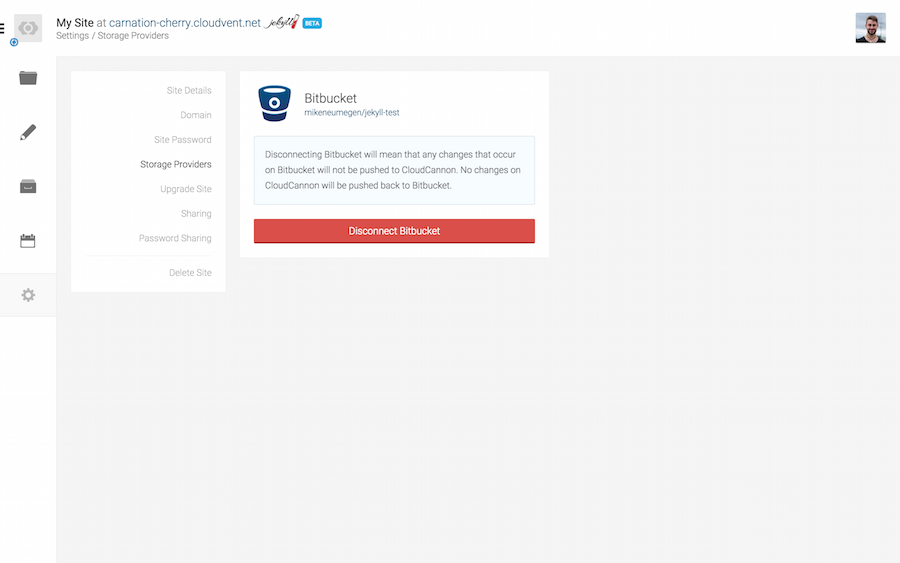 My Site at carnation-cherry.cloudvent.net jekyll BETA
Settings / Storage Providers
Site Details
Domain
Site Password
Storage Providers
Upgrade Site
Sharing
Password Sharing
Delete Site
Bitbucket
mikeneumegen/jekyll-test
Disconnecting Bitbucket will mean that any changes that occur
on Bitbucket will not be pushed to CloudCannon. No changes on
CloudCannon will be pushed back to Bitbucket.
Disconnect Bitbucket